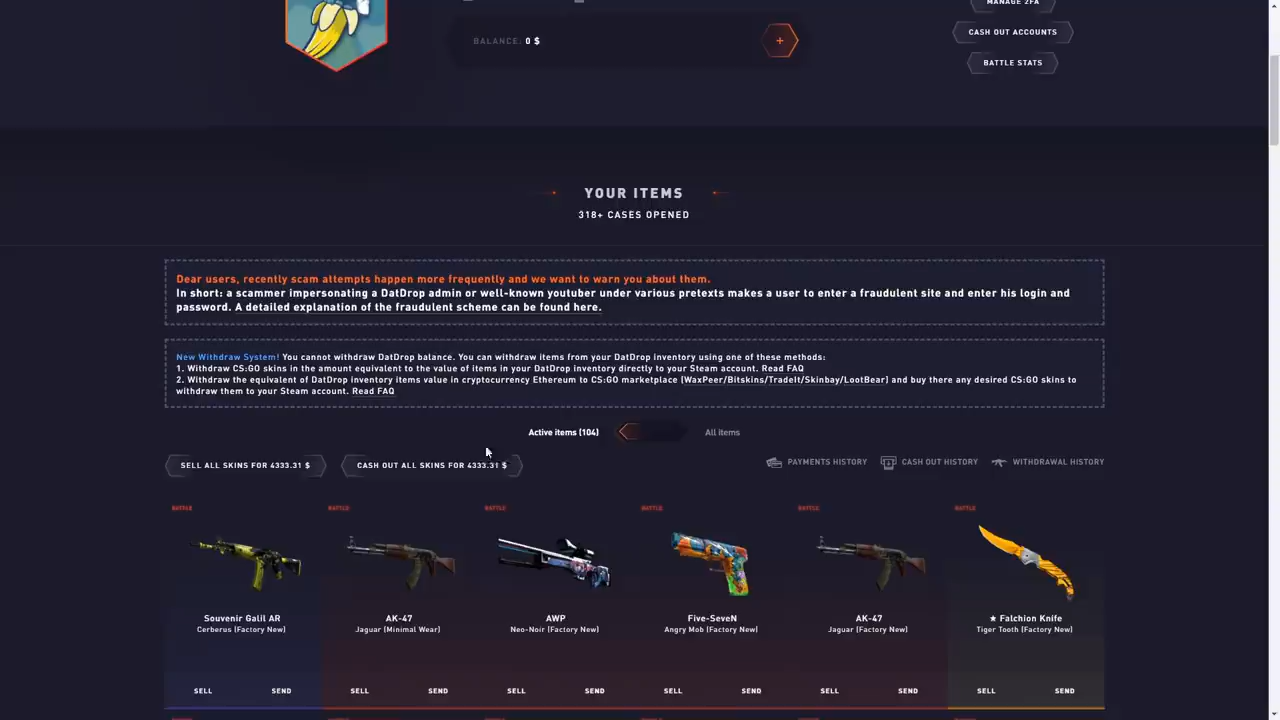 MANAGE 2FA
BALANCE: 0 $
+
CASH OUT ACCOUNTS
BATTLE STATS
YOUR ITEMS
318+ CASES OPENED
Dear users, recently scam attempts happen more frequently and we want to warn you about them.
In short: a scammer impersonating a DatDrop admin or well-known youtuber under various pretexts makes a user to enter a fraudulent site and enter his login and
password. A detailed explanation of the fraudulent scheme can be found here.
New Withdraw System! You cannot withdraw DatDrop balance. You can withdraw items from your DatDrop inventory using one of these methods:
1. Withdraw CS:GO skins in the amount equivalent to the value of items in your DatDrop inventory directly to your Steam account. Read FAQ
2. Withdraw the equivalent of DatDrop inventory items value in cryptocurrency Ethereum to CS:GO marketplace (WaxPeer/Bitskins/TradeIt/Skinbay/LootBear) and buy there any desired CS:GO skins to
withdraw them to your Steam account. Read FAQ
Active items (104) All items
SELL ALL SKINS FOR 4333.31 $ CASH OUT ALL SKINS FOR 4333.31 $ PAYMENTS HISTORY CASH OUT HISTORY WITHDRAWAL HISTORY
BATTLE BATTLE BATTLE BATTLE BATTLE BATTLE
Souvenir Galil AR AK-47 AWP Five-SeveN AK-47 ★ Falchion Knife
Cerberus (Factory New) Jaguar (Minimal Wear) Neo-Noir (Factory New) Angry Mob (Factory New) Jaguar (Factory New) Tiger Tooth (Factory New)
SELL SEND SELL SEND SELL SEND SELL SEND SELL SEND SELL SEND